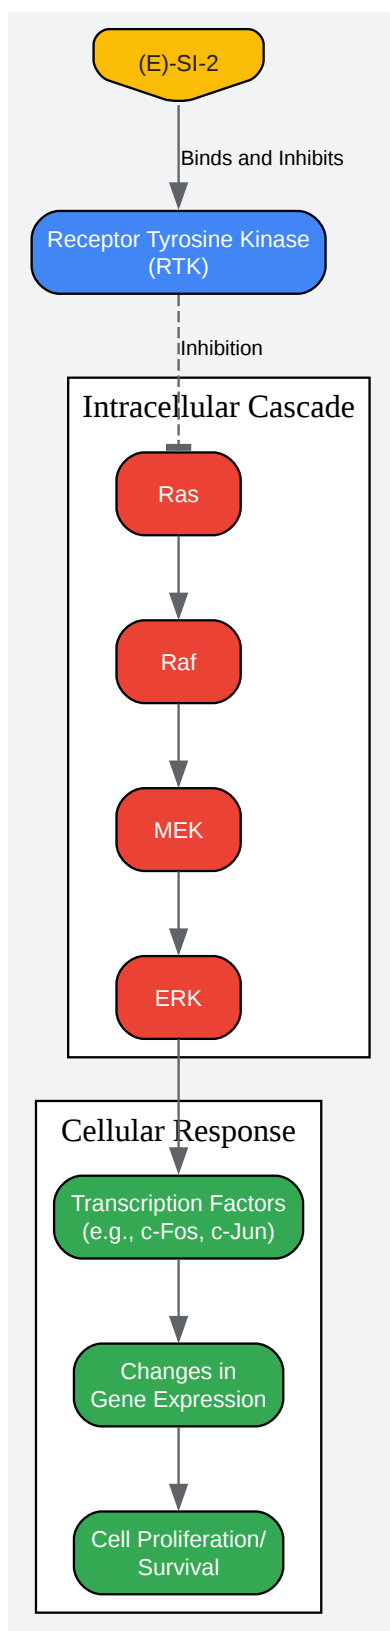 (E)-SI-2
Binds and Inhibits
Receptor Tyrosine Kinase
(RTK)
Inhibition
Intracellular Cascade
Ras
Raf
MEK
ERK
Cellular Response
Transcription Factors
(e.g., c-Fos, c-Jun)
Changes in
Gene Expression
Cell Proliferation/
Survival